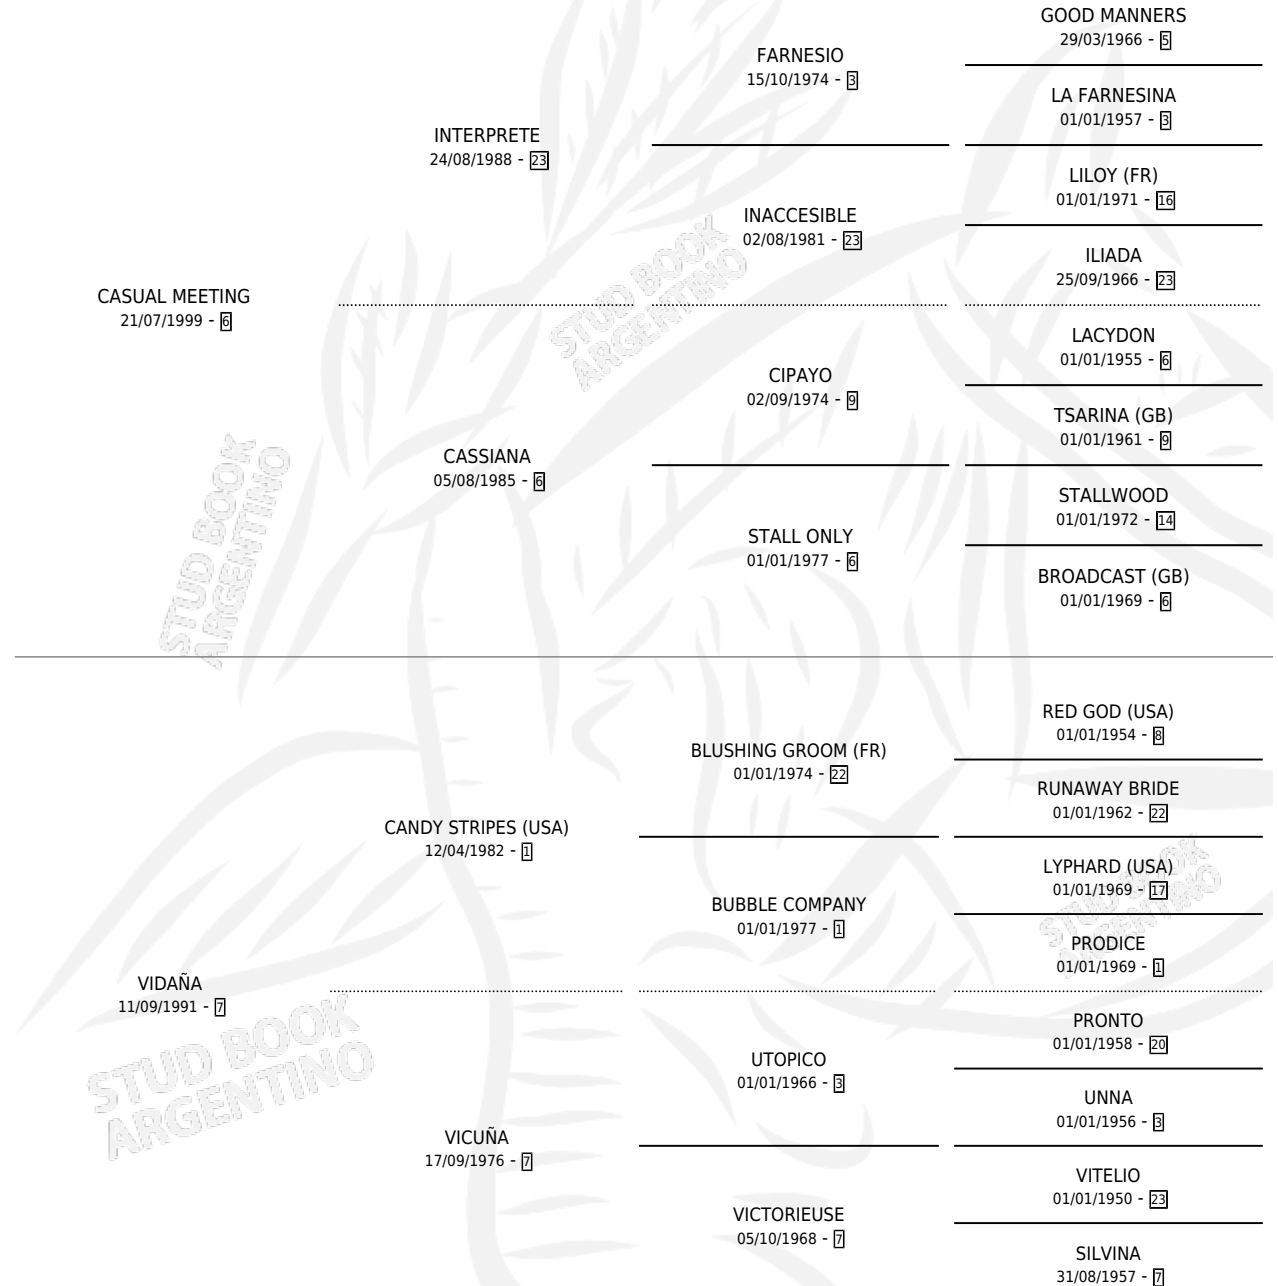 GOOD MANNERS
29/03/1966 - 5
FARNESIO
15/10/1974 - 3
LA FARNESINA
01/01/1957 - 3
INTERPRETE
24/08/1988 - 23
LILOY (FR)
01/01/1971 - 16
INACCESIBLE
02/08/1981 - 23
ILIADA
25/09/1966 - 23
CASUAL MEETING
21/07/1999 - 6
LACYDON
01/01/1955 - 6
CIPAYO
02/09/1974 - 9
TSARINA (GB)
01/01/1961 - 9
CASSIANA
05/08/1985 - 6
STALLWOOD
01/01/1972 - 14
STALL ONLY
01/01/1977 - 6
BROADCAST (GB)
01/01/1969 - 6
RED GOD (USA)
01/01/1954 - 8
BLUSHING GROOM (FR)
01/01/1974 - 22
RUNAWAY BRIDE
01/01/1962 - 22
CANDY STRIPES (USA)
12/04/1982 - 1
LYPHARD (USA)
01/01/1969 - 17
BUBBLE COMPANY
01/01/1977 - 1
PRODICE
01/01/1969 - 1
VIDAÑA
11/09/1991 - 7
PRONTO
01/01/1958 - 20
UTOPICO
01/01/1966 - 3
UNNA
01/01/1956 - 3
VICUÑA
17/09/1976 - 7
VITELIO
01/01/1950 - 23
VICTORIEUSE
05/10/1968 - 7
SILVINA
31/08/1957 - 7
STUD BOOK
ARGENTINO
STUD BOOK
ARGENTINO
STUD BOOK
ARGENTINO
STUD BOOK
ARGENTINO